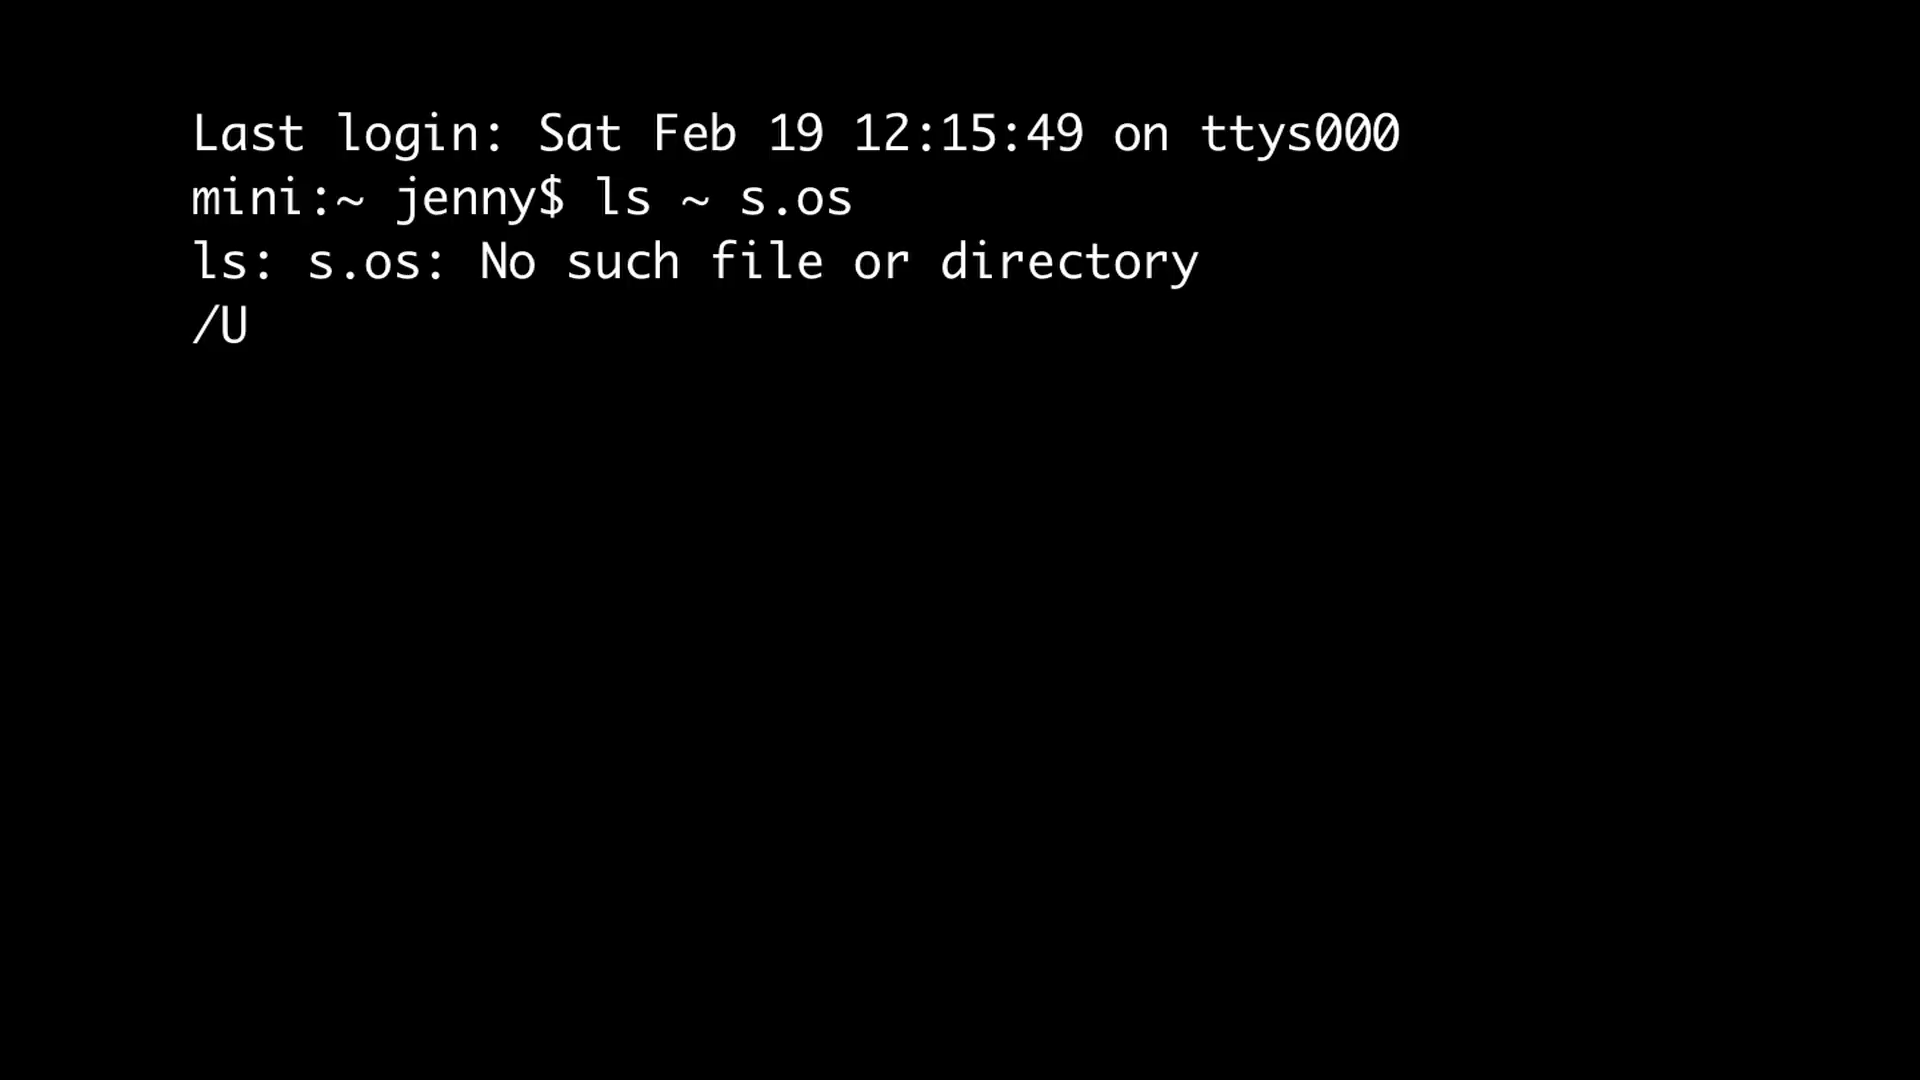 Last login: Sat Feb 19 12:15:49 on ttys000
mini:~ jenny$ ls ~ s.os
ls: s.os: No such file or directory
/U